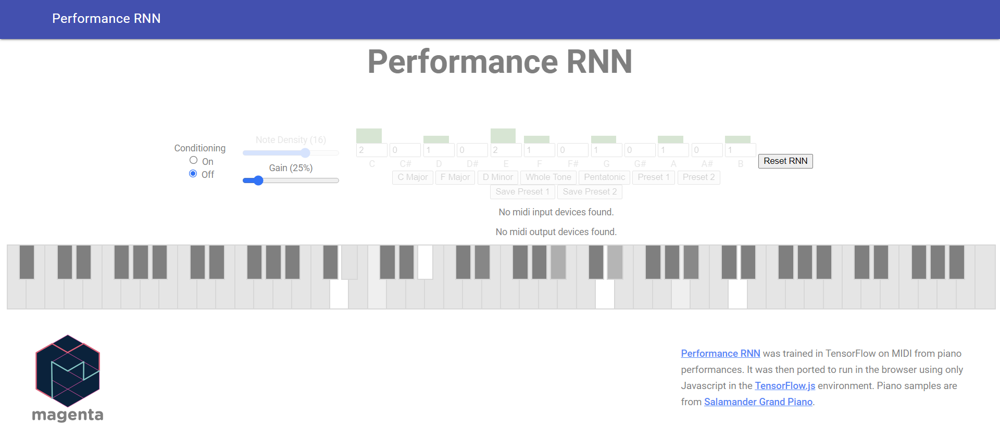 Performance RNN
Performance RNN
Conditioning
On
Off
Note Density (16)
Gain (25%)
2 0 1 0 2 1 0 1 0 1 0 1
C C# D D# E F F# G G# A A# B
Reset RNN
C Major F Major D Minor Whole Tone Pentatonic Preset 1 Preset 2
Save Preset 1 Save Preset 2
No midi input devices found.
No midi output devices found.
magenta
Performance RNN was trained in TensorFlow on MIDI from piano
performances. It was then ported to run in the browser using only
Javascript in the TensorFlow.js environment. Piano samples are
from Salamander Grand Piano.